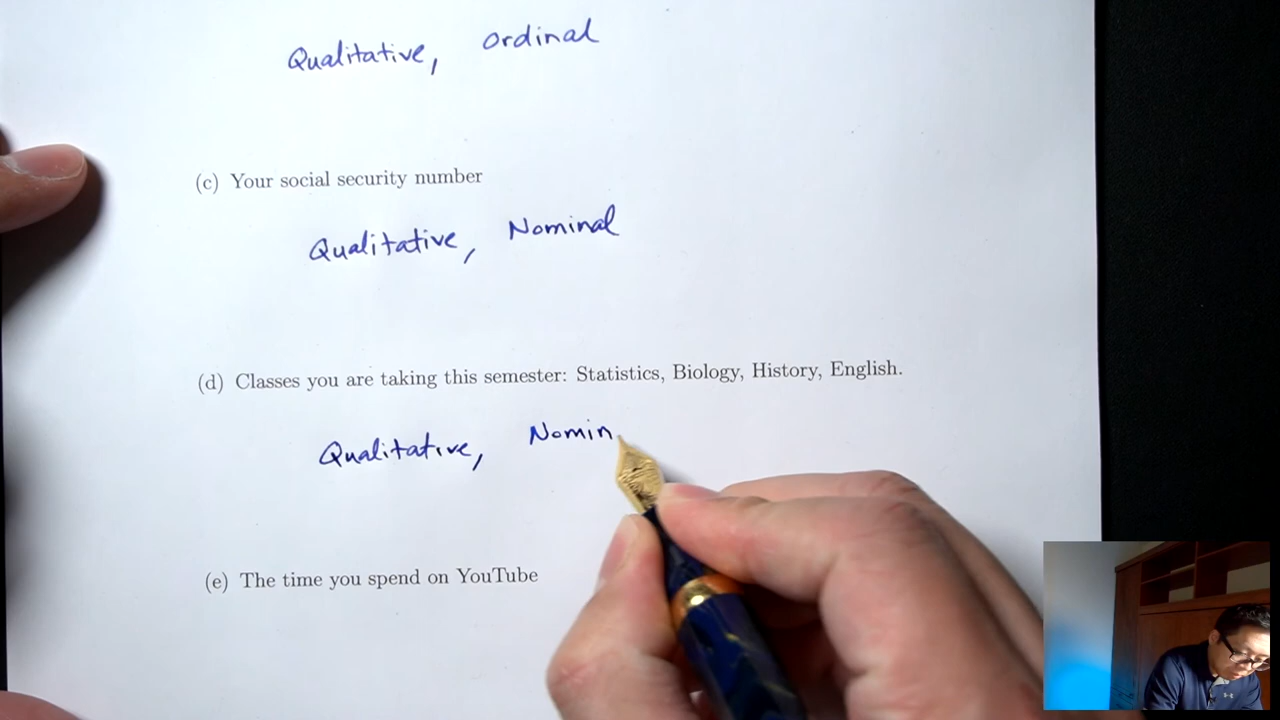 Qualitative, Ordinal
(c) Your social security number
Qualitative, Nominal
(d) Classes you are taking this semester: Statistics, Biology, History, English.
Qualitative, Nomin
(e) The time you spend on YouTube